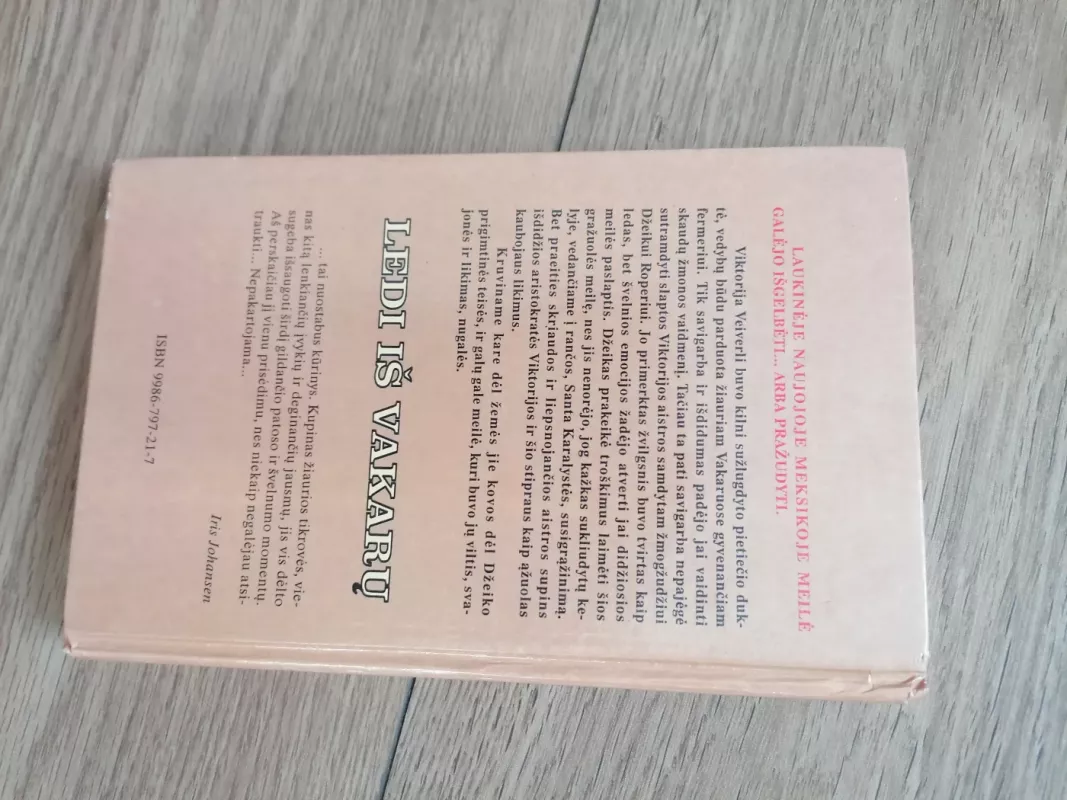 LAUKINĖJE NAUJOJOJE MEKSIKOJE MEILĖ
GALĖJO IŠGELBĖTI... ARBA PRAŽUDYTI.
Viktorija Veiverli buvo kilni sužlugdyto pietiečio duk-
tė, vedybų būdu parduota žiauriam Vakaruose gyvenančiam
fermeriui. Tik savigarba ir išdidumas padėjo jai vaidinti
skaudų žmonos vaidmenį. Tačiau ta pati savigarba nepajėgė
sutramdyti slaptos Viktorijos aistros samdytam žmogžudžiui
Džeikui Roperiui. Jo primerktas žvilgsnis buvo tvirtas kaip
ledas, bet švelnios emocijos žadėjo atverti jai didžiosios
meilės paslaptis. Džeikas prakeikė troškimus laimėti šios
gražuolės meilę, nes jis nenorėjo, jog kažkas sukliudytų ke-
lyje, vedančiame į rančos, Santa Karalystės, susigrąžinimą.
Bet praeities skrjaudos ir liepsnojančios aistros supins
išdidžios aristokratės Viktorijos ir šio stipraus kaip ąžuolas
kaubojaus likimus.
Kruviname kare dėl žemės jie kovos dėl Džeiko
prigimtinės teisės, ir galų gale meilė, kuri buvo jų viltis, sva-
jonės ir likimas, nugalės.
LEDI IŠ VAKARŲ
... tai nuostabus kūrinys. Kupinas žiaurios tikrovės, vie-
nas kitą lenkiančių įvykių ir deginančių jausmų, jis vis dėlto
sugeba išsaugoti širdį gildančio patoso ir švelnumo momentų.
Aš perskaičiau jį vienu prisėdimu, nes niekaip negalėjau atsi-
traukti... Nepakartojama...
Iris Johansen
ISBN 9986-797-21-7